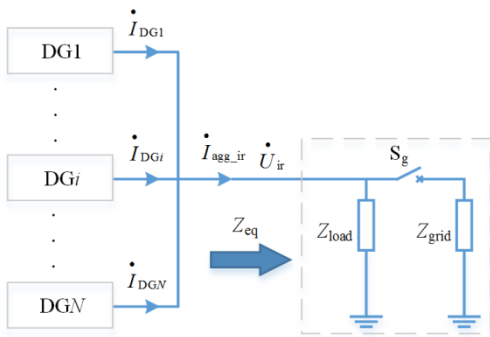 DG1
İ DG1
DGi
İ DGi
İ agg_ir
U̇ ir
Sg
Zeq
Zload
Zgrid
DGN
İ DGN